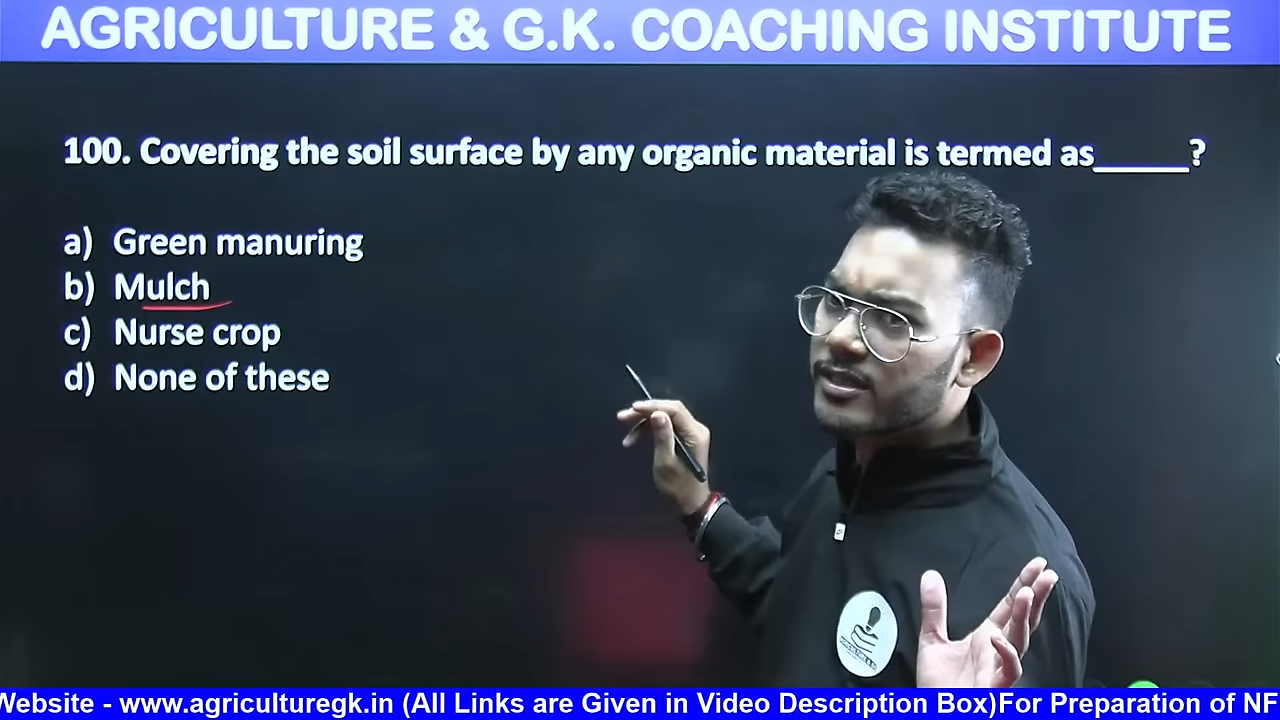 AGRICULTURE & G.K. COACHING INSTITUTE
100. Covering the soil surface by any organic material is termed as______?
a) Green manuring
b) Mulch
c) Nurse crop
d) None of these
Website - www.agriculturegk.in (All Links are Given in Video Description Box)For Preparation of NF